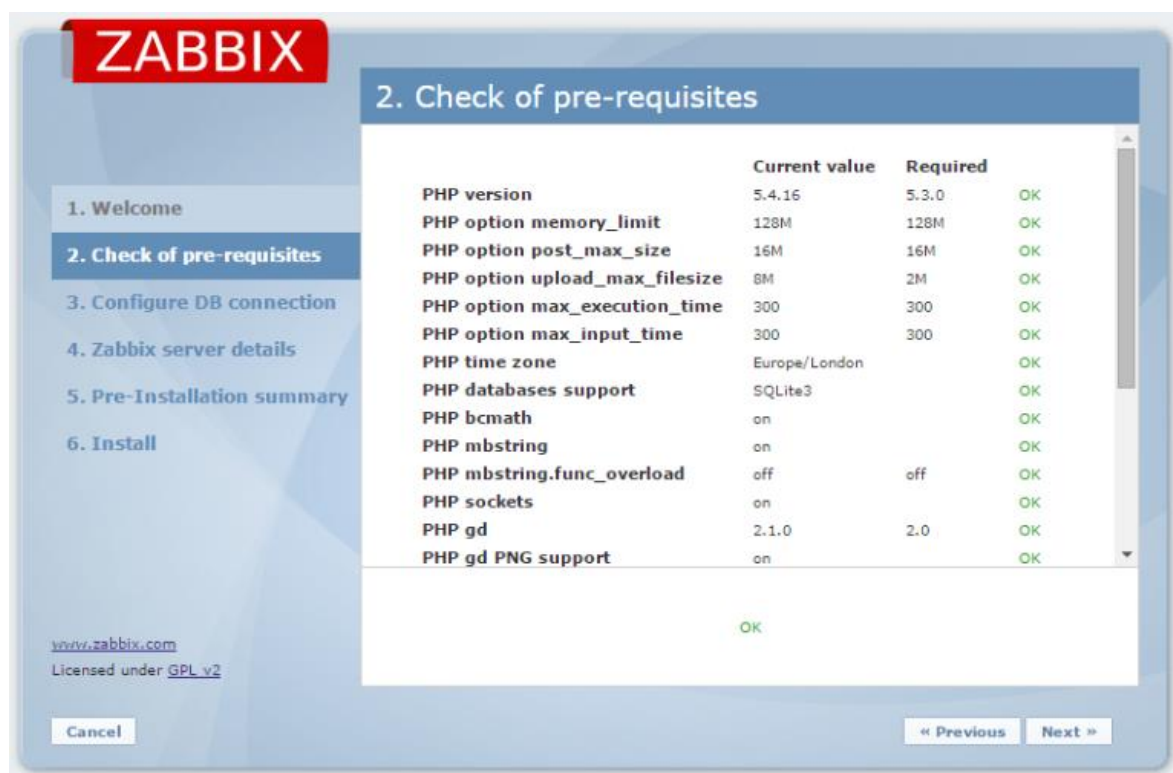 ZABBIX
2. Check of pre-requisites
1. Welcome
2. Check of pre-requisites
3. Configure DB connection
4. Zabbix server details
5. Pre-Installation summary
6. Install
Current value Required
PHP version 5.4.16 5.3.0 OK
PHP option memory_limit 128M 128M OK
PHP option post_max_size 16M 16M OK
PHP option upload_max_filesize 8M 2M OK
PHP option max_execution_time 300 300 OK
PHP option max_input_time 300 300 OK
PHP time zone Europe/London OK
PHP databases support SQLite3 OK
PHP bcmath on OK
PHP mbstring on OK
PHP mbstring.func_overload off off OK
PHP sockets on OK
PHP gd 2.1.0 2.0 OK
PHP gd PNG support on OK
OK
www.zabbix.com
Licensed under GPL v2
Cancel
« Previous
Next »